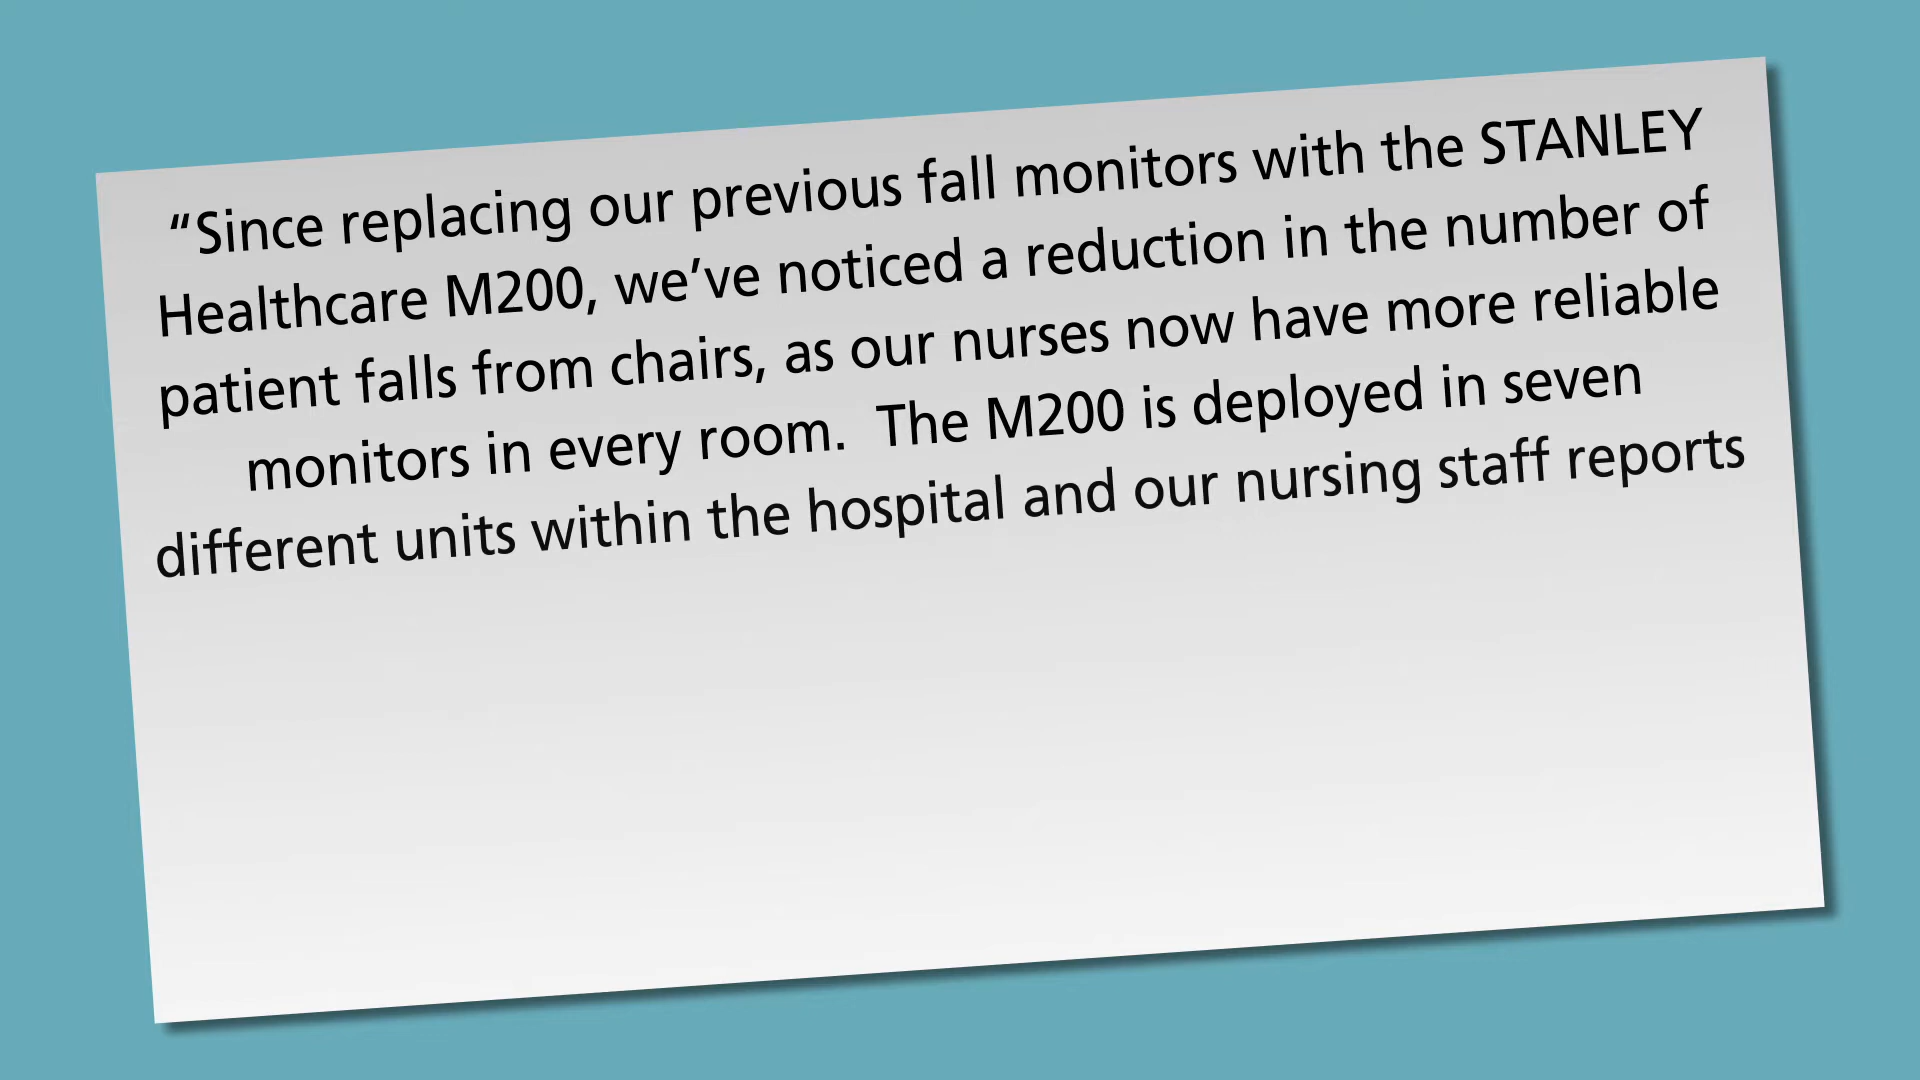 “Since replacing our previous fall monitors with the STANLEY
Healthcare M200, we’ve noticed a reduction in the number of
patient falls from chairs, as our nurses now have more reliable
monitors in every room.  The M200 is deployed in seven
different units within the hospital and our nursing staff reports